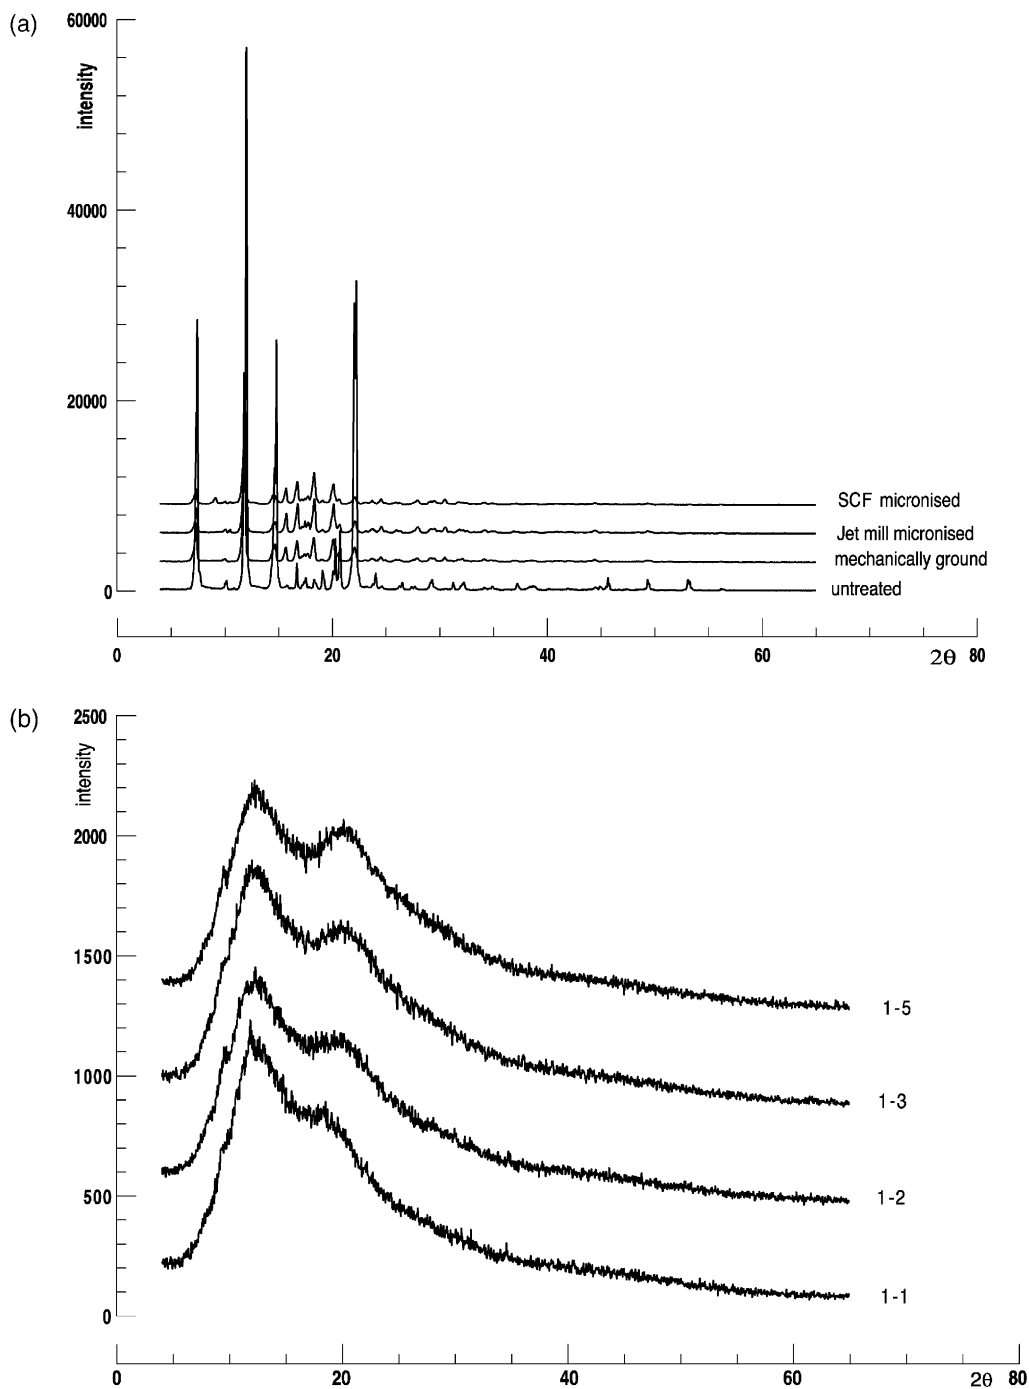 (a)
60000
intensity
40000
20000
SCF micronised
Jet mill micronised
mechanically ground
0
untreated
0 20 40 60 2θ 80
(b)
2500
intensity
2000
1500
1-5
1000
1-3
500
1-2
1-1
0
0 20 40 60 2θ 80